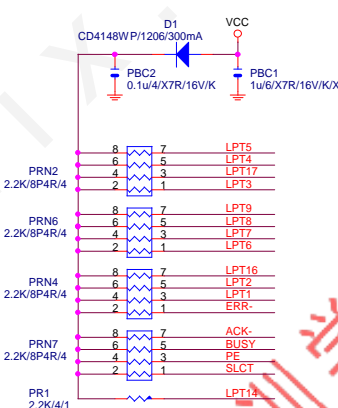 D1
VCC
CD4148WP/1206/300mA
PBC2
0.1u/4/X7R/16V/K
PBC1
1u/6/X7R/16V/K/X
8 7 LPT5
6 5 LPT4
PRN2 4 3 LPT17
2.2K/8P4R/4 2 1 LPT3
8 7 LPT9
PRN6 6 5 LPT8
2.2K/8P4R/4 4 3 LPT7
2 1 LPT6
8 7 LPT16
PRN4 6 5 LPT2
2.2K/8P4R/4 4 3 LPT1
2 1 ERR-
8 7 ACK-
PRN7 6 5 BUSY
2.2K/8P4R/4 4 3 PE
2 1 SLCT
PR1 LPT14
2.2K/4/1